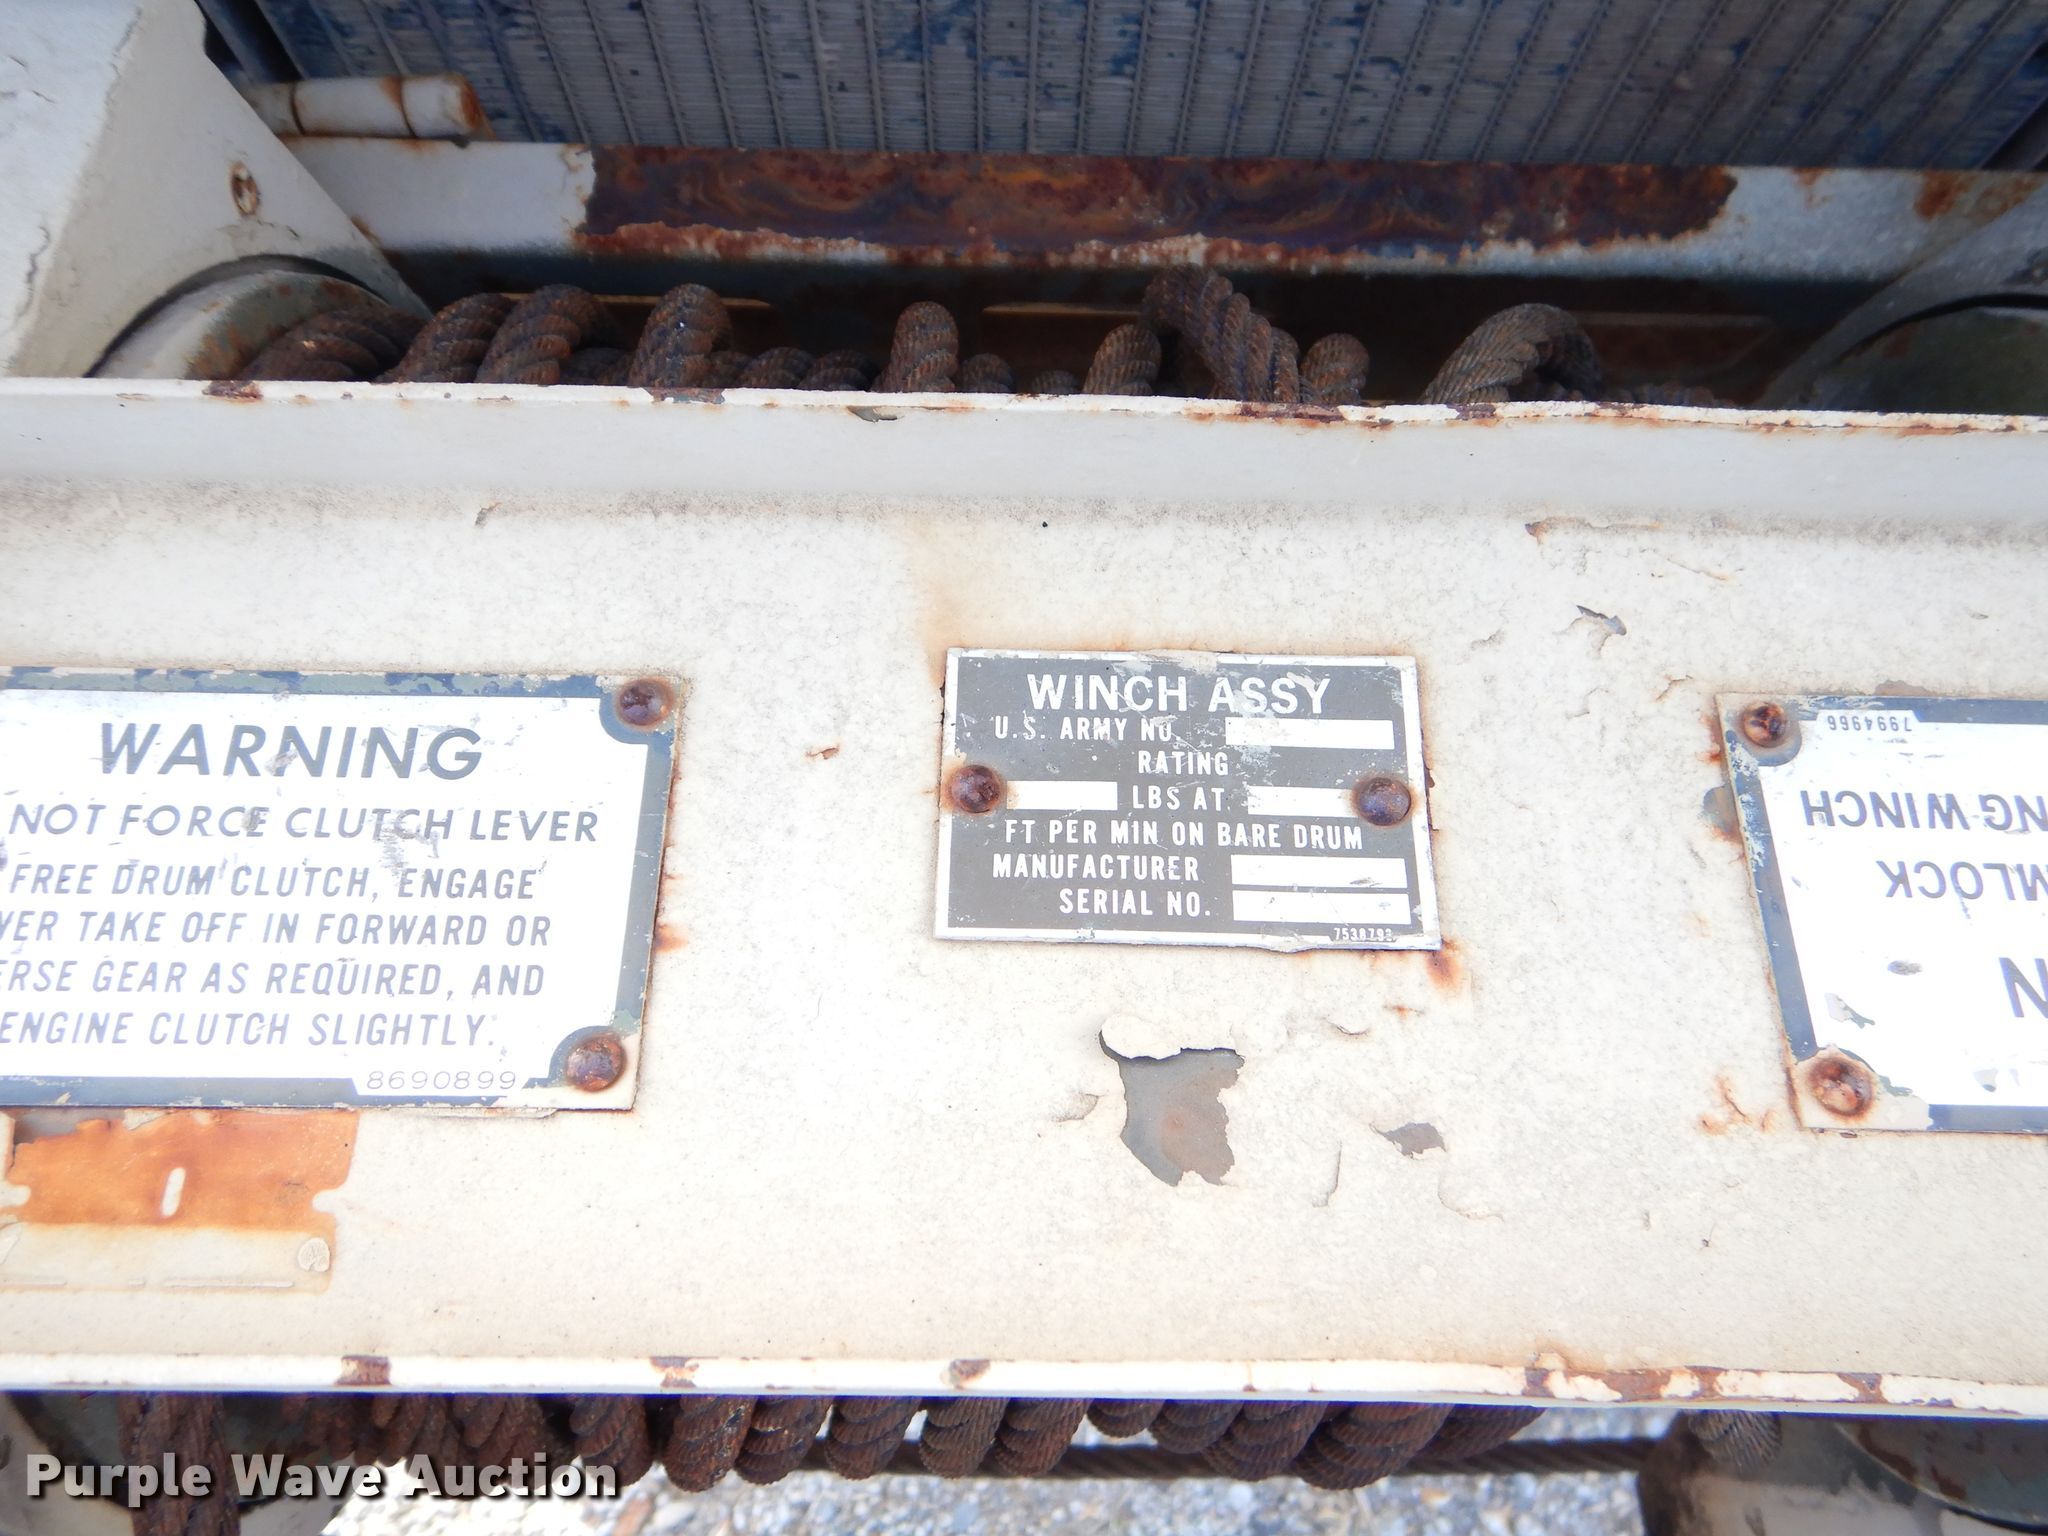 WARNING
NOT FORCE CLUTCH LEVER
FREE DRUM CLUTCH, ENGAGE
TAKE OFF IN FORWARD OR
GEAR AS REQUIRED, AND
ENGINE CLUTCH SLIGHTLY.
8690899
WINCH ASSY
U.S. ARMY NO.
RATING
LBS AT
FT PER MIN ON BARE DRUM
MANUFACTURER
SERIAL NO.
7538793
7994966
WINCH
Purple Wave Auction